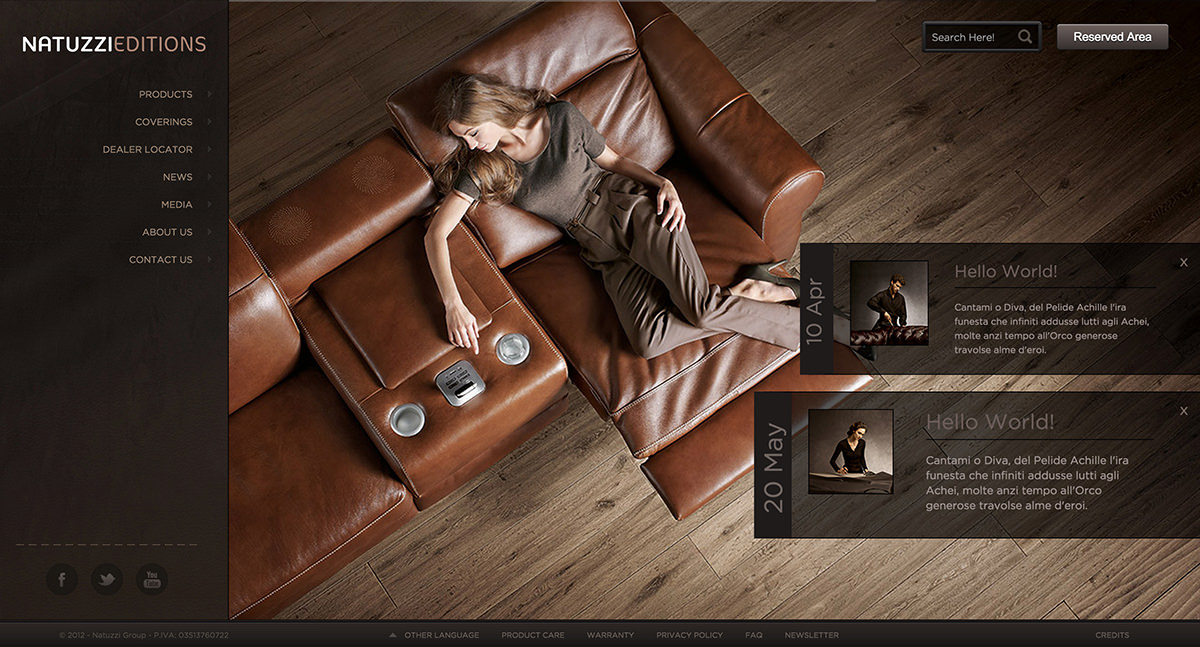 NATUZZIEDITIONS
PRODUCTS
COVERINGS
DEALER LOCATOR
NEWS
MEDIA
ABOUT US
CONTACT US
Search Here!
Reserved Area
10 Apr
Hello World!
X
Cantami o Diva, del Pelide Achille l'ira
funesta che infiniti addusse lutti agli Achei,
molte anzi tempo all'Orco generose
travolse alme d'eroi.
20 May
Hello World!
X
Cantami o Diva, del Pelide Achille l'ira
funesta che infiniti addusse lutti agli
Achei, molte anzi tempo all'Orco
generose travolse alme d'eroi.
f
You
Tube
© 2012 - Natuzzi Group - P.IVA: 03513760722
OTHER LANGUAGE PRODUCT CARE WARRANTY PRIVACY POLICY FAQ NEWSLETTER
CREDITS